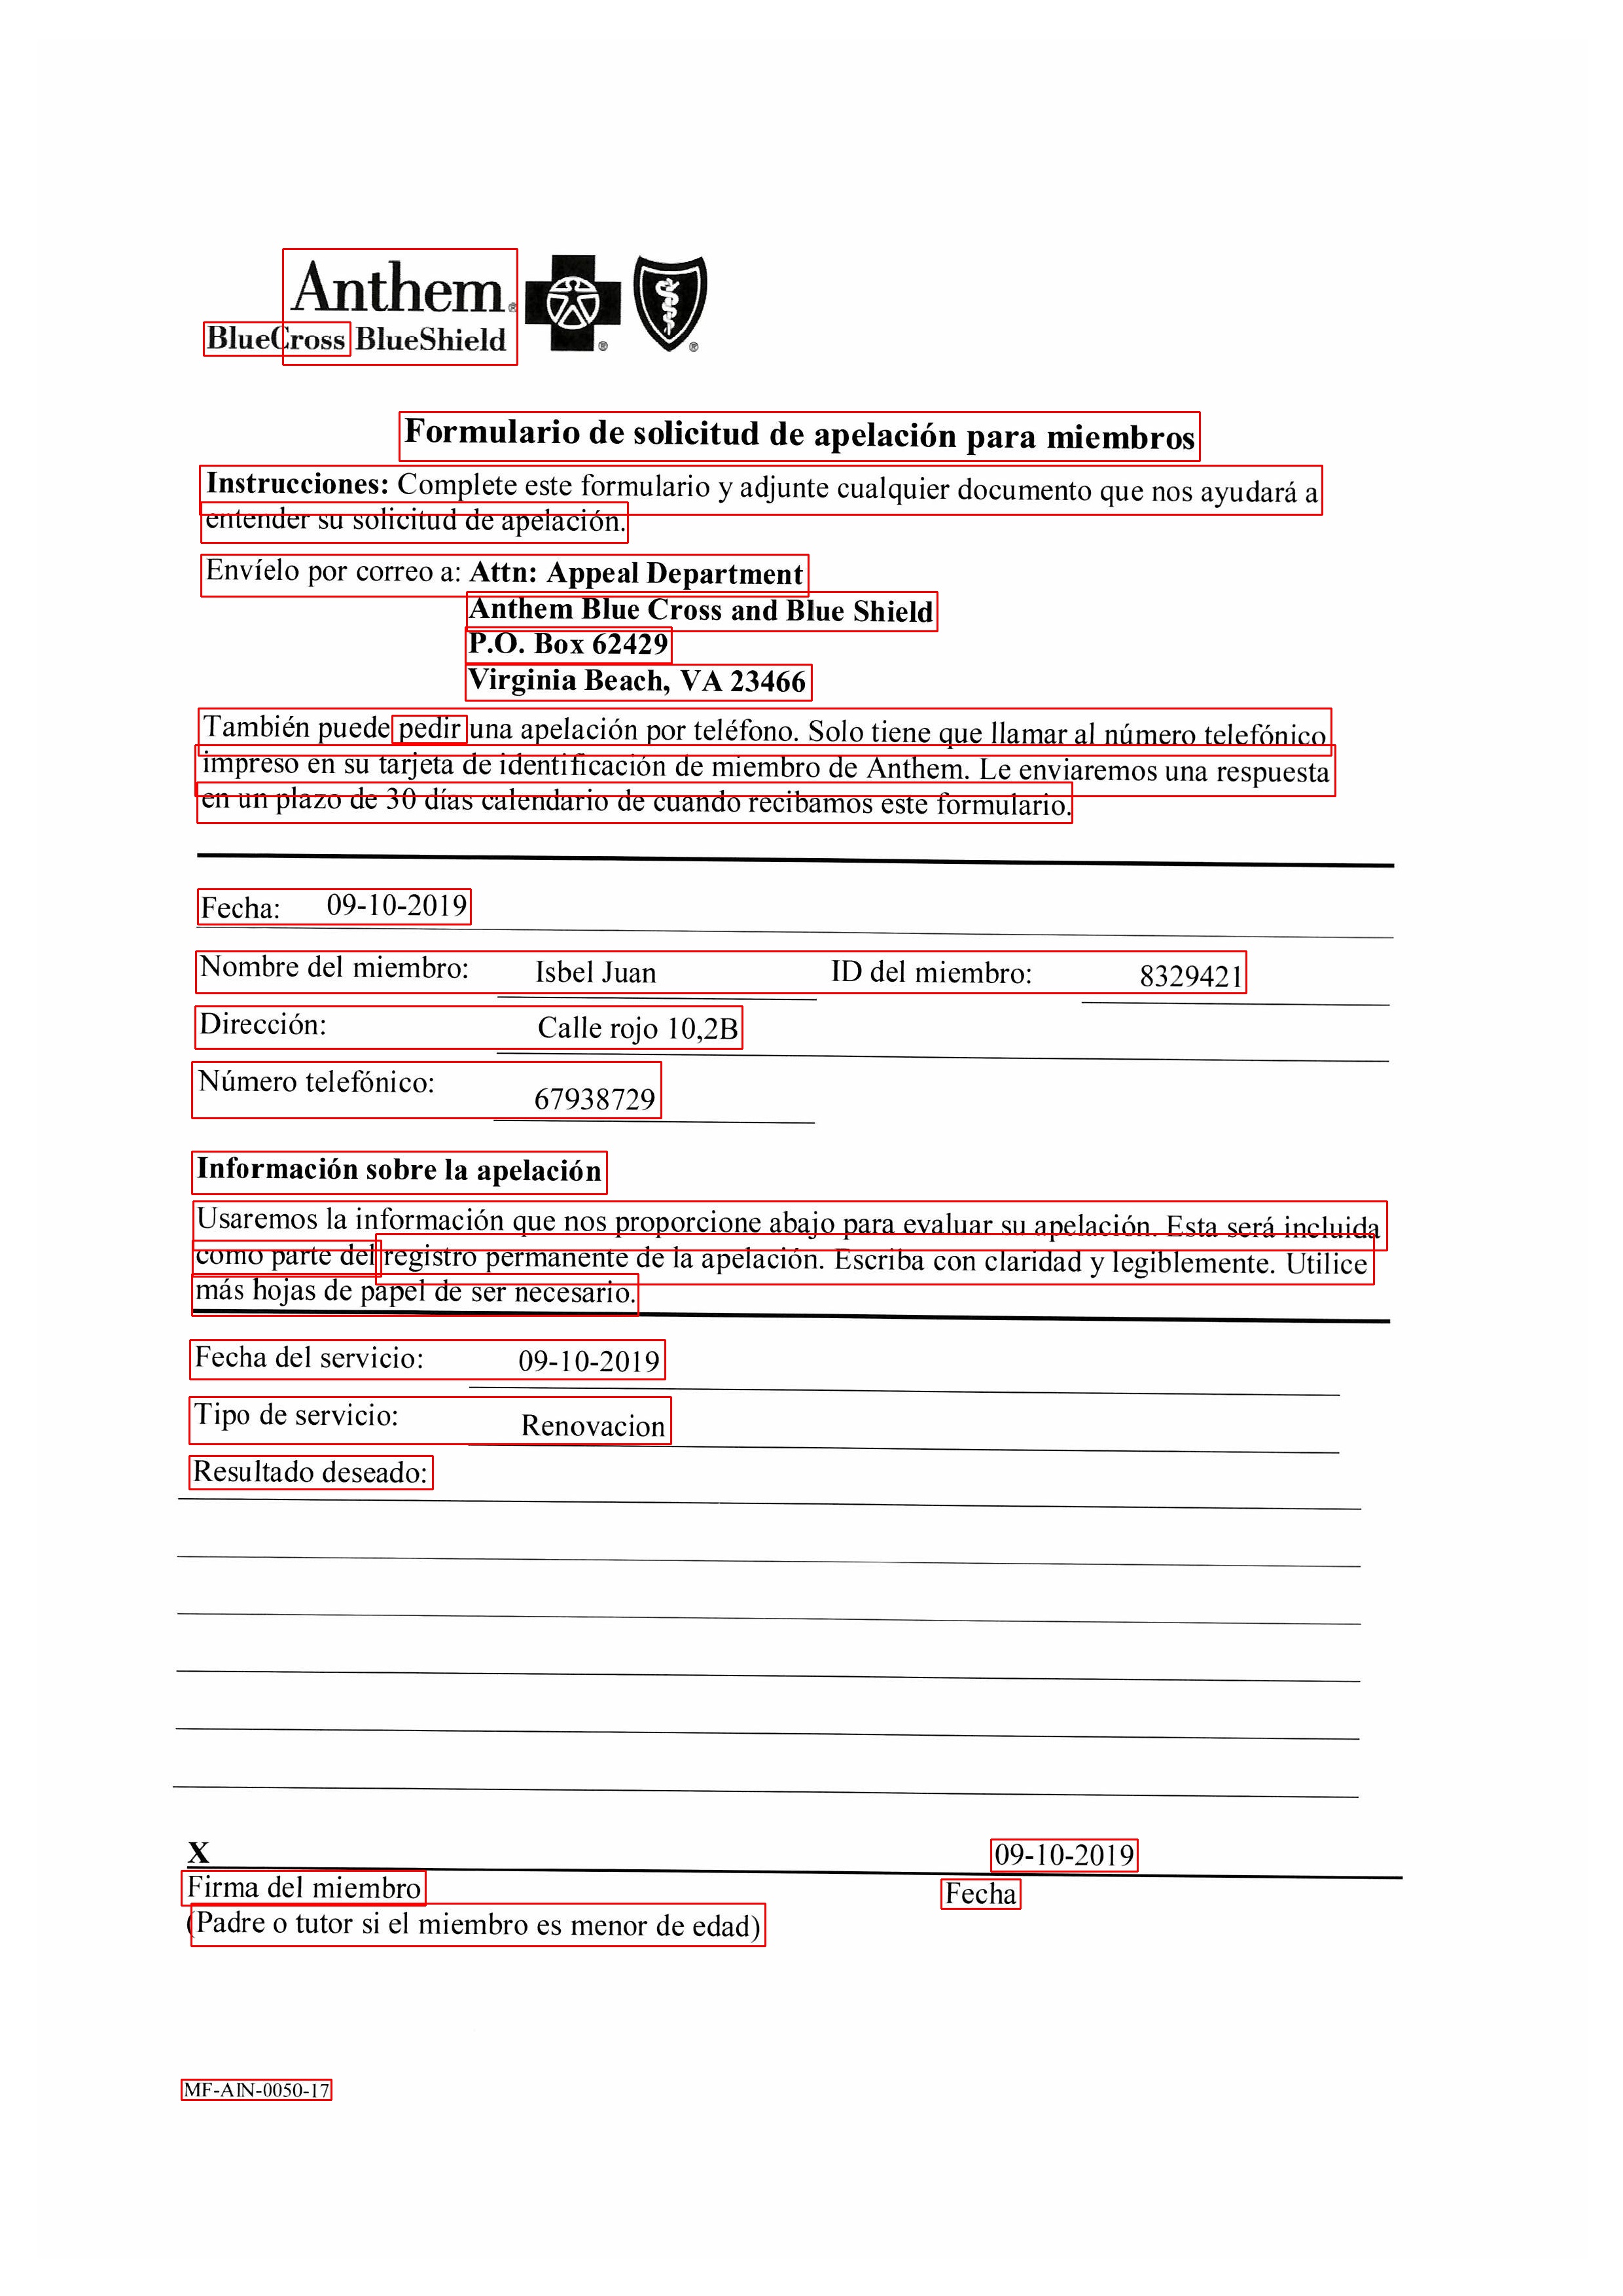 Anthem®
BlueCross BlueShield ® ®
Formulario de solicitud de apelación para miembros
Instrucciones: Complete este formulario y adjunte cualquier documento que nos ayudará a
entender su solicitud de apelación.
Envíelo por correo a: Attn: Appeal Department
Anthem Blue Cross and Blue Shield
P.O. Box 62429
Virginia Beach, VA 23466
También puede pedir una apelación por teléfono. Solo tiene que llamar al número telefónico
impreso en su tarjeta de identificación de miembro de Anthem. Le enviaremos una respuesta
en un plazo de 30 días calendario de cuando recibamos este formulario.
Fecha: 09-10-2019
Nombre del miembro: Isbel Juan ID del miembro: 8329421
Dirección: Calle rojo 10,2B
Número telefónico: 67938729
Información sobre la apelación
Usaremos la información que nos proporcione abajo para evaluar su apelación. Esta será incluida
como parte del registro permanente de la apelación. Escriba con claridad y legiblemente. Utilice
más hojas de papel de ser necesario.
Fecha del servicio: 09-10-2019
Tipo de servicio: Renovacion
Resultado deseado:
X 09-10-2019
Firma del miembro Fecha
(Padre o tutor si el miembro es menor de edad)
MF-AIN-0050-17